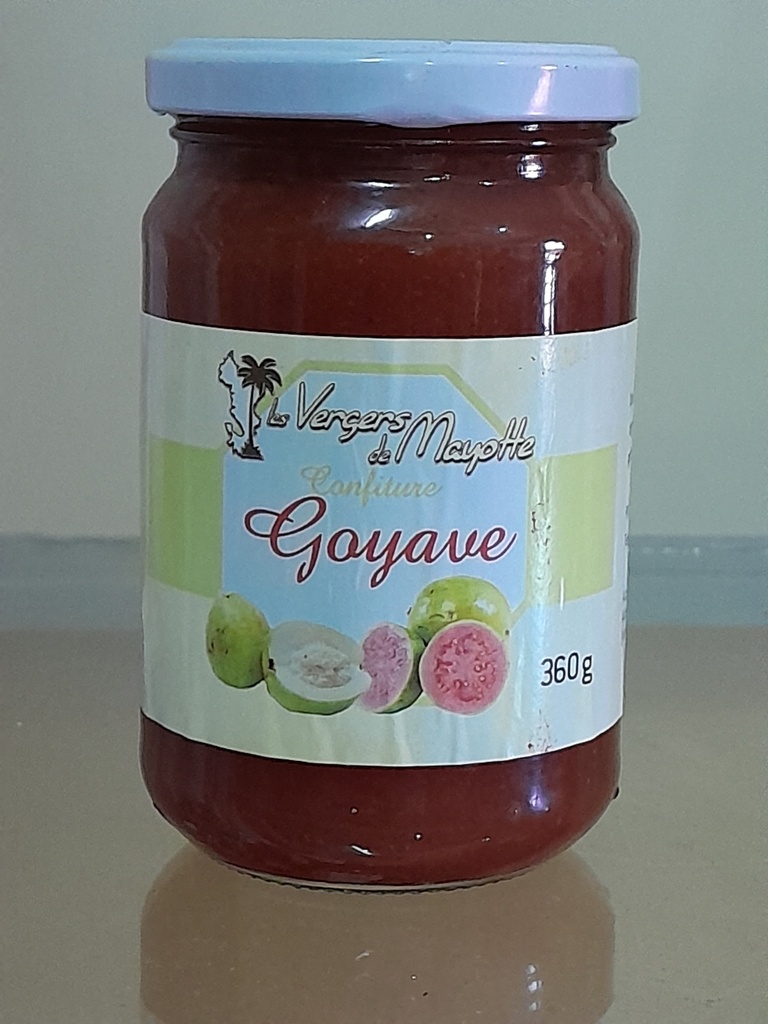 les Vergers
de Mayotte
Confiture
Goyave
360g